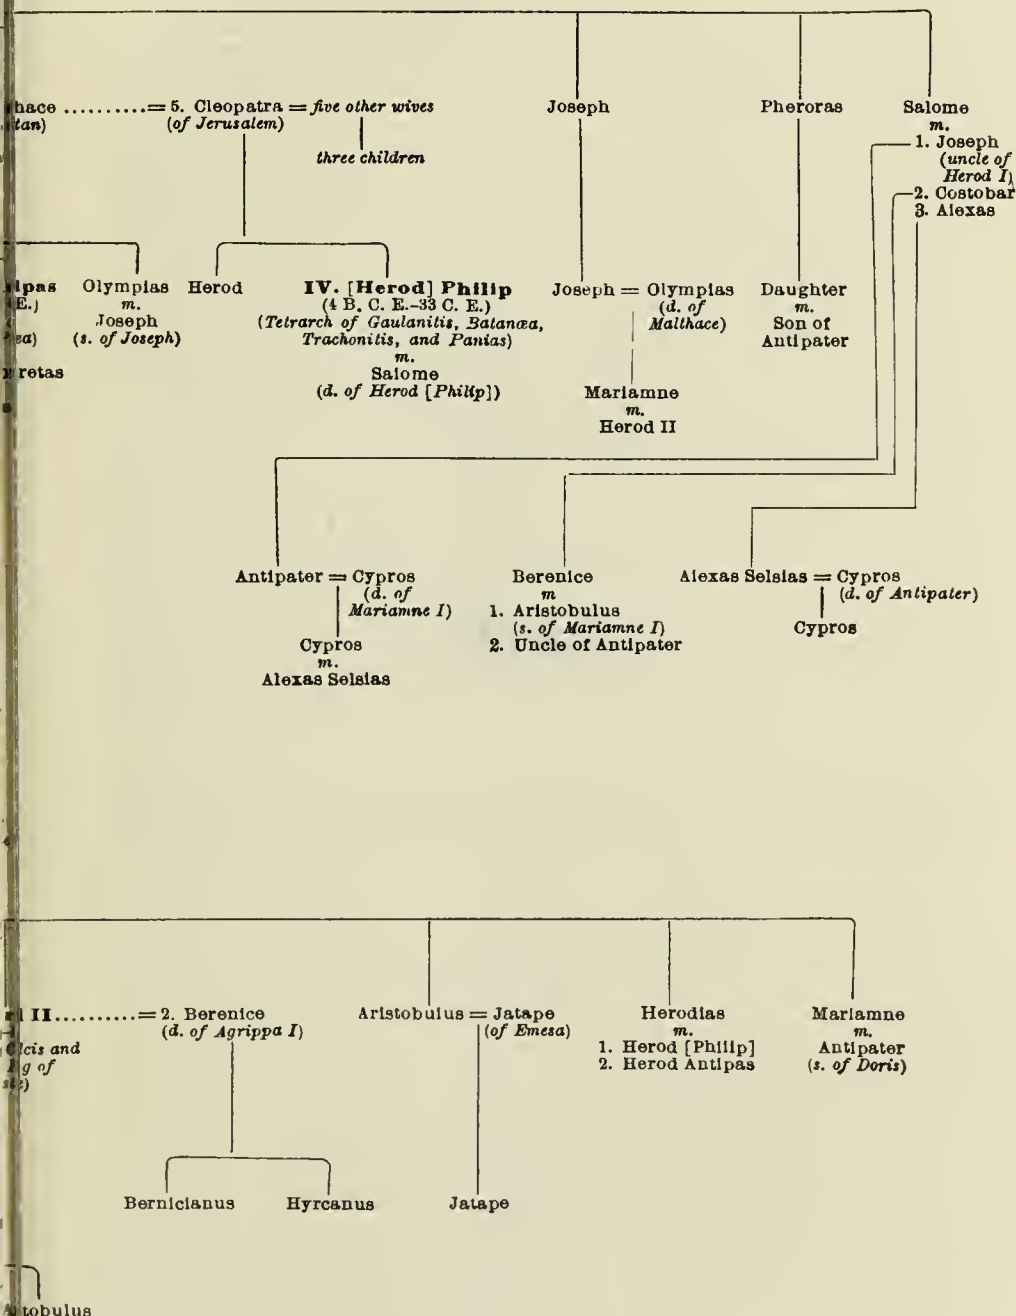 5. Cleopatra = five other wives
(of Jerusalem)
three children
Joseph
Pheroras
Salome
m.
1. Joseph
(uncle of
Herod I)
2. Costobar
3. Alexas
Olympias
m.
Joseph
(s. of Joseph)
Herod
IV. [Herod] Philip
(4 B. C. E.-33 C. E.)
(Tetrarch of Gaulanitis, Batanæa,
Trachonitis, and Panias)
m.
Salome
(d. of Herod [Philip])
Joseph = Olympias
(d. of
Malthace)
Mariamne
m.
Herod II
Daughter
m.
Son of
Antipater
Antipater = Cypros
(d. of
Mariamne I)
Cypros
m.
Alexas Selsias
Berenice
m
1. Aristobulus
(s. of Mariamne I)
2. Uncle of Antipater
Alexas Selsias = Cypros
(d. of Antipater)
Cypros
II..........= 2. Berenice
(d. of Agrippa I)
Bernicianus
Hyrcanus
Aristobulus = Jatape
(of Emesa)
Jatape
Herodias
m.
1. Herod [Philip]
2. Herod Antipas
Mariamne
m.
Antipater
(s. of Doris)